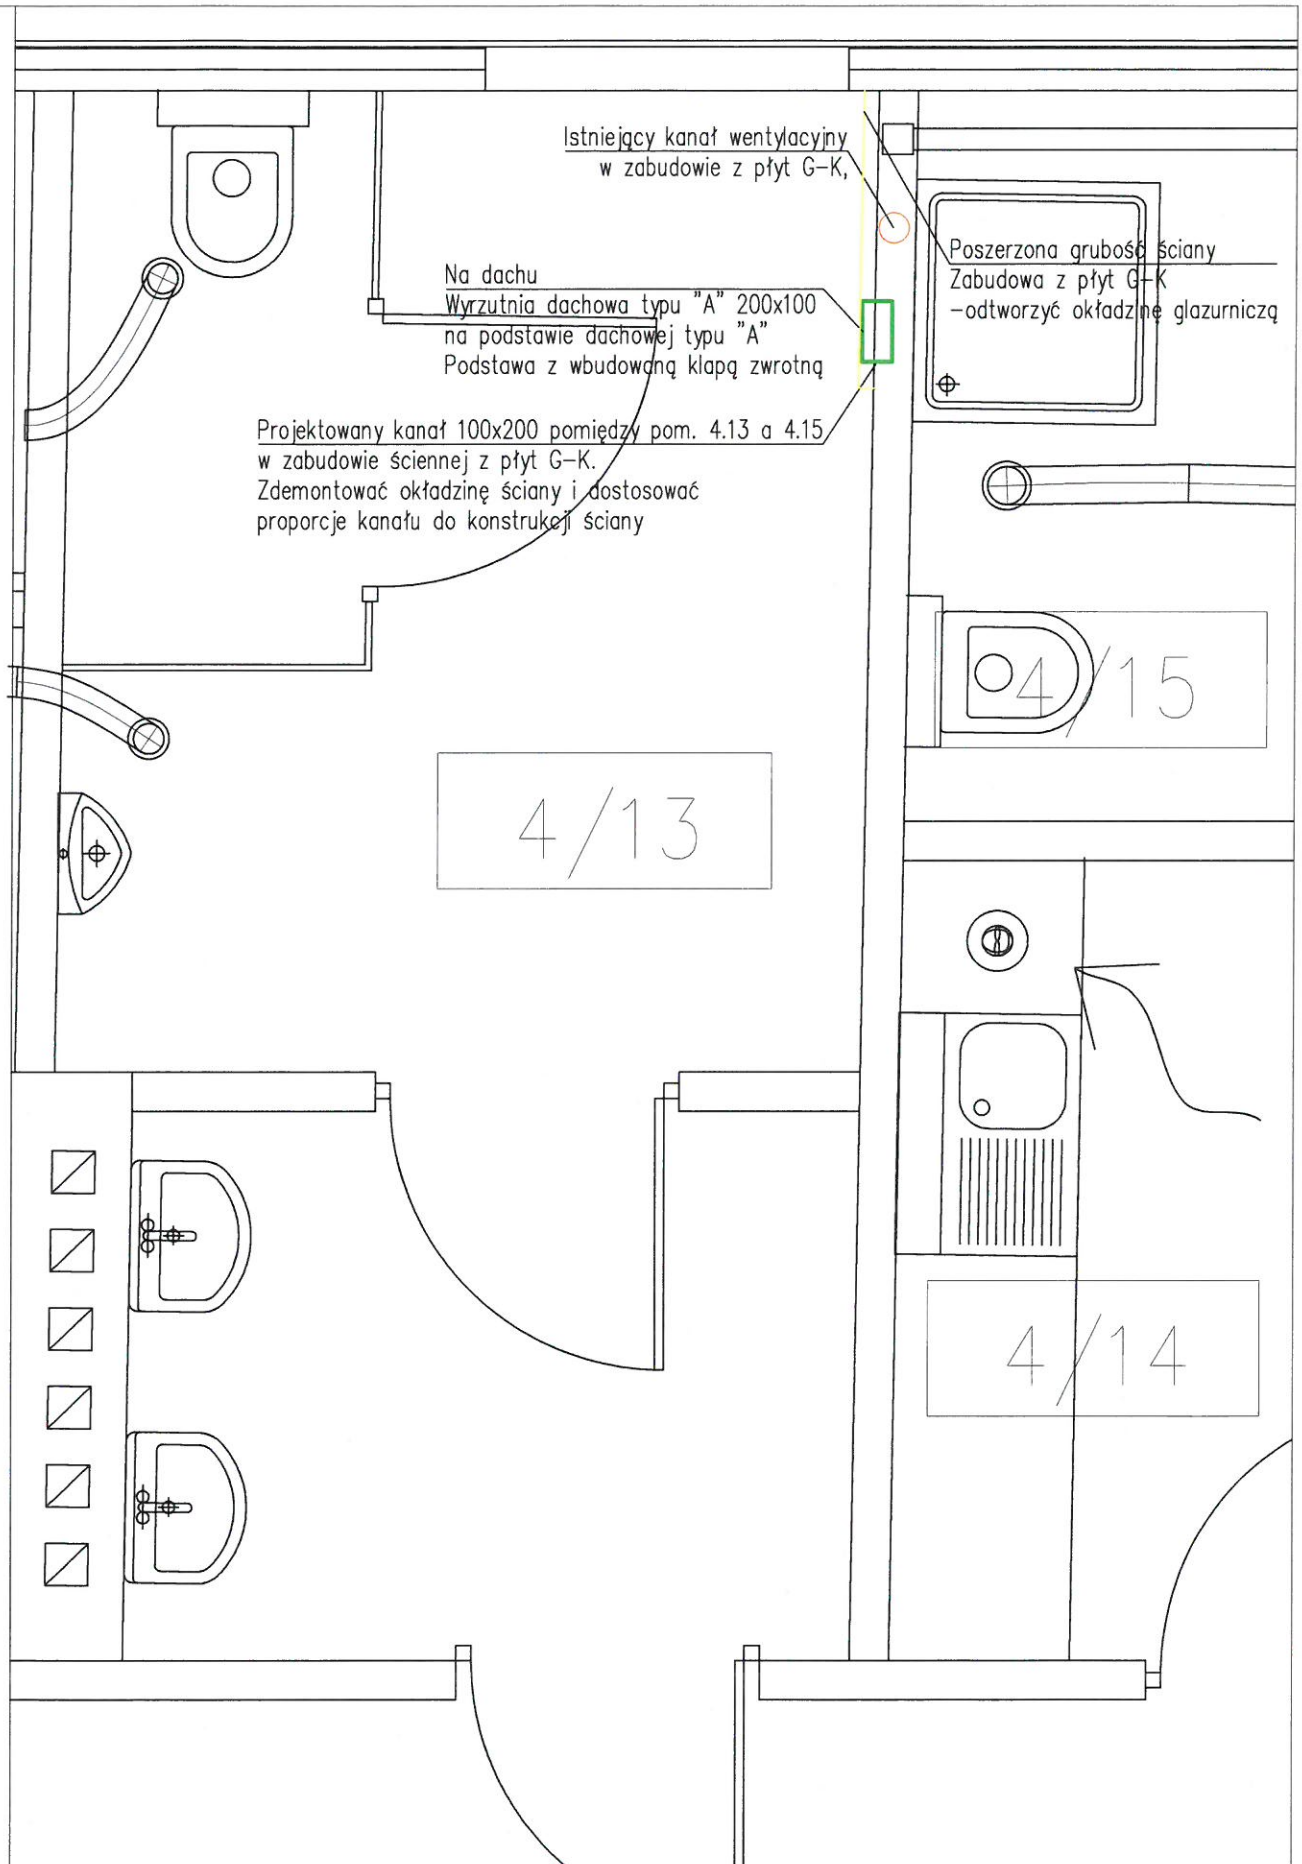 Istniejący kanał wentylacyjny
w zabudowie z płyt G-K,
Poszerzona grubość ściany
Zabudowa z płyt G-K
-odtworzyć okładzinę glazurniczą
Na dachu
Wyrzutnia dachowa typu "A" 200x100
na podstawie dachowej typu "A"
Podstawa z wbudowaną klapą zwrotną
Projektowany kanał 100x200 pomiędzy pom. 4.13 a 4.15
w zabudowie ściennej z płyt G-K.
Zdemontować okładzinę ściany i dostosować
proporcje kanału do konstrukcji ściany
4/15
4/13
4/14